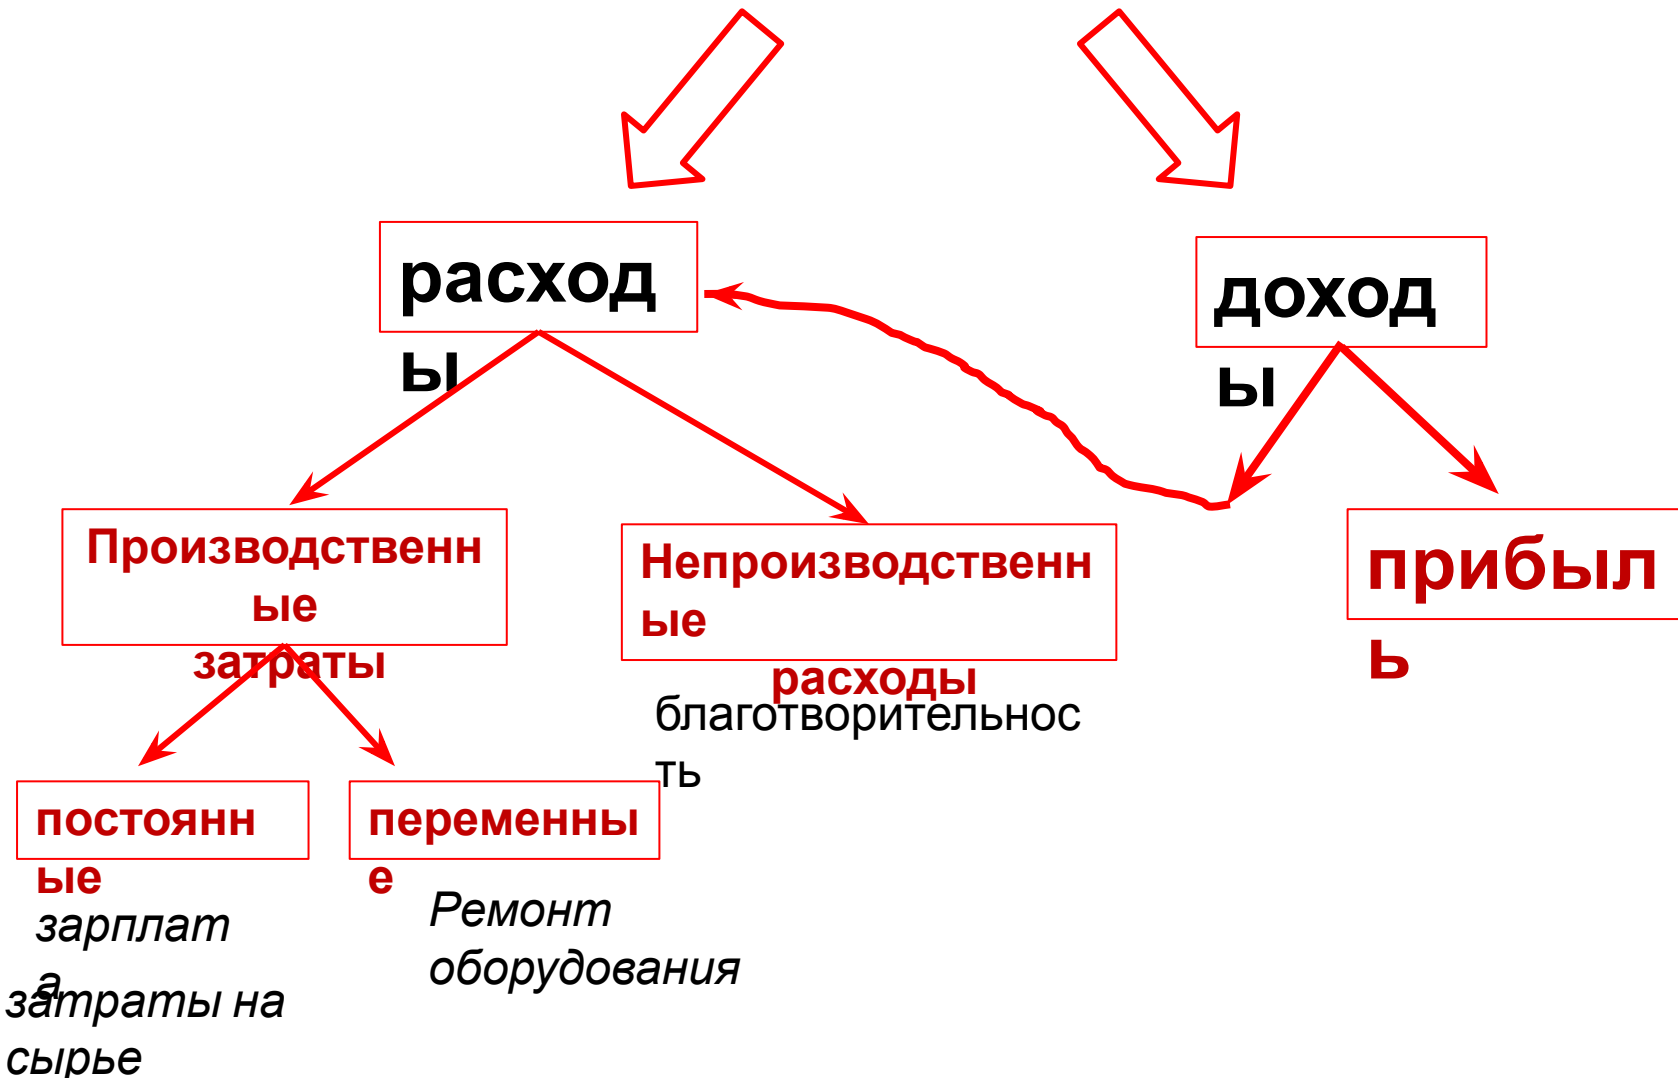 расход
ы
доход
ы
Производственн
ые
затраты
Непроизводственн
ые
расходы
благотворительнос
ть
прибыл
ь
постоянн
ые
зарплат
а
затраты на
сырье
переменны
е
Ремонт
оборудования